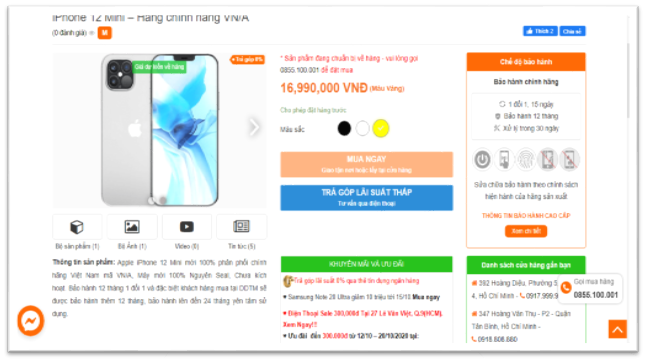 iPhone 12 Mini – Hàng chính hãng VN/A
(0 đánh giá)
M
Thích 2
Chia sẻ
Giá dự kiến về hàng
Trả góp 0%
* Sản phẩm đang chuẩn bị về hàng - vui lòng gọi
0855.100.001 để đặt mua
16,990,000 VNĐ (Màu Vàng)
Cho phép đặt hàng trước
Màu sắc
MUA NGAY
Giao tận nơi hoặc lấy tại cửa hàng
TRẢ GÓP LÃI SUẤT THẤP
Tư vấn qua điện thoại
Bộ sản phẩm (1)
Bộ Ảnh (1)
Video (0)
Tin tức (5)
Thông tin sản phẩm: Apple iPhone 12 Mini mới 100% phân phối chính
hãng Việt Nam mã VN/A, Máy mới 100% Nguyên Seal, Chưa kích
hoạt. Bảo hành 12 tháng 1 đổi 1 và đặc biệt khách hàng mua tại DDTM sẽ
được bảo hành thêm 12 tháng, bảo hành lên đến 24 tháng yên tâm sử
dụng.
KHUYẾN MÃI VÀ ƯU ĐÃI
Trả góp lãi suất 0% qua thẻ tín dụng ngân hàng
♥ Samsung Note 20 Ultra giảm 10 triệu tới 15/10 Mua ngay
♥ Điện Thoại Sale 300,000đ Tại 27 Lê Văn Việt, Q.9(HCM).
Xem Ngay!!!
♥ Ưu đãi đến 300,000đ từ 12/10 – 20/10/2020 tại:
Chế độ bảo hành
Bảo hành chính hãng
1 đổi 1, 15 ngày
Bảo hành 12 tháng
Xử lý trong 30 ngày
Sửa chữa bảo hành theo chính sách
hiện hành của hãng sản xuất
THÔNG TIN BẢO HÀNH CAO CẤP
Xem chi tiết
Danh sách cửa hàng gần bạn
392 Hoàng Diệu, Phường
4, Hồ Chí Minh - 0917.999.9
347 Hoàng Văn Thụ - P2 - Quận
Tân Bình, Hồ Chí Minh -
0918.808.880
Gọi mua hàng
0855.100.001